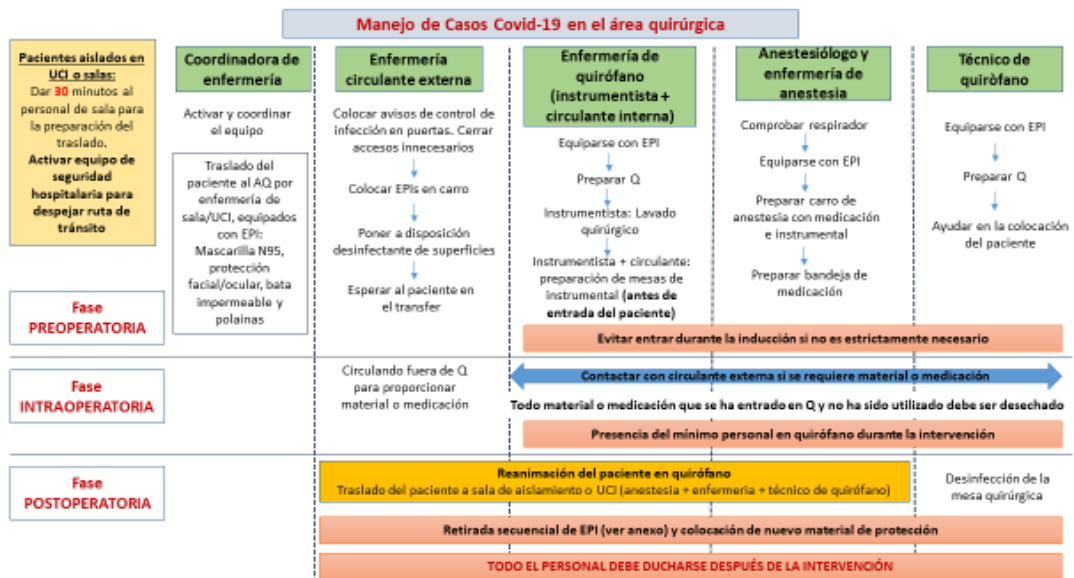 Manejo de Casos Covid-19 en el área quirúrgica
Pacientes aislados en
UCI o salas:
Dar 30 minutos al
personal de sala para
la preparación del
traslado.
Activar equipo de
seguridad
hospitalaria para
despejar ruta de
tránsito
Coordinadora de
enfermería
Activar y coordinar
el equipo
Traslado del
paciente al AQ por
enfermería de
sala/UCI, equipados
con EPI:
Mascarilla N95,
protección
facial/ocular, bata
impermeable y
polainas
Enfermería
circulante externa
Colocar avisos de control de
infección en puertas. Cerrar
accesos innecesarios
Colocar EPIs en carro
Poner a disposición
desinfectante de superficies
Esperar al paciente en
el transfer
Enfermería de
quirófano
(instrumentista +
circulante interna)
Equiparse con EPI
Preparar Q
Instrumentista: Lavado
quirúrgico
Instrumentista + circulante:
preparación de mesas de
instrumental (antes de
entrada del paciente)
Anestesiólogo y
enfermería de
anestesia
Comprobar respirador
Equiparse con EPI
Preparar carro de
anestesia con medicación
e instrumental
Preparar bandeja de
medicación
Técnico de
quiròfano
Equiparse con EPI
Preparar Q
Ayudar en la colocación
del paciente
Fase
PREOPERATORIA
Evitar entrar durante la inducción si no es estrictamente necesario
Fase
INTRAOPERATORIA
Circulando fuera de Q
para proporcionar
material o medicación
Contactar con circulante externa si se requiere material o medicación
Todo material o medicación que se ha entrado en Q y no ha sido utilizado debe ser desechado
Presencia del mínimo personal en quirófano durante la intervención
Fase
POSTOPERATORIA
Reanimación del paciente en quirófano
Traslado del paciente a sala de aislamiento o UCI (anestesia + enfermeria + técnico de quirófano)
Desinfección de la
mesa quirúrgica
Retirada secuencial de EPI (ver anexo) y colocación de nuevo material de protección
TODO EL PERSONAL DEBE DUCHARSE DESPUÉS DE LA INTERVENCIÓN